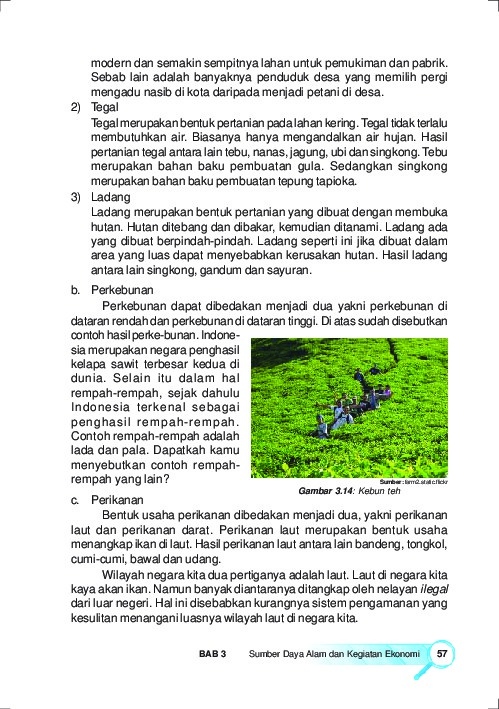 modern dan semakin sempitnya lahan untuk pemukiman dan pabrik.
Sebab lain adalah banyaknya penduduk desa yang memilih pergi
mengadu nasib di kota daripada menjadi petani di desa.
2) Tegal
Tegal merupakan bentuk pertanian pada lahan kering. Tegal tidak terlalu
membutuhkan air. Biasanya hanya mengandalkan air hujan. Hasil
pertanian tegal antara lain tebu, nanas, jagung, ubi dan singkong. Tebu
merupakan bahan baku pembuatan gula. Sedangkan singkong
merupakan bahan baku pembuatan tepung tapioka.
3) Ladang
Ladang merupakan bentuk pertanian yang dibuat dengan membuka
hutan. Hutan ditebang dan dibakar, kemudian ditanami. Ladang ada
yang dibuat berpindah-pindah. Ladang seperti ini jika dibuat dalam
area yang luas dapat menyebabkan kerusakan hutan. Hasil ladang
antara lain singkong, gandum dan sayuran.
b. Perkebunan
Perkebunan dapat dibedakan menjadi dua yakni perkebunan di
dataran rendah dan perkebunan di dataran tinggi. Di atas sudah disebutkan
contoh hasil perke-bunan. Indone-
sia merupakan negara penghasil
kelapa sawit terbesar kedua di
dunia. Selain itu dalam hal
rempah-rempah, sejak dahulu
Indonesia terkenal sebagai
penghasil rempah-rempah.
Contoh rempah-rempah adalah
lada dan pala. Dapatkah kamu
menyebutkan contoh rempah-
rempah yang lain?
Sumber: farm2.static.flickr
Gambar 3.14: Kebun teh
c. Perikanan
Bentuk usaha perikanan dibedakan menjadi dua, yakni perikanan
laut dan perikanan darat. Perikanan laut merupakan bentuk usaha
menangkap ikan di laut. Hasil perikanan laut antara lain bandeng, tongkol,
cumi-cumi, bawal dan udang.
Wilayah negara kita dua pertiganya adalah laut. Laut di negara kita
kaya akan ikan. Namun banyak diantaranya ditangkap oleh nelayan ilegal
dari luar negeri. Hal ini disebabkan kurangnya sistem pengamanan yang
kesulitan menangani luasnya wilayah laut di negara kita.
BAB 3 Sumber Daya Alam dan Kegiatan Ekonomi 57